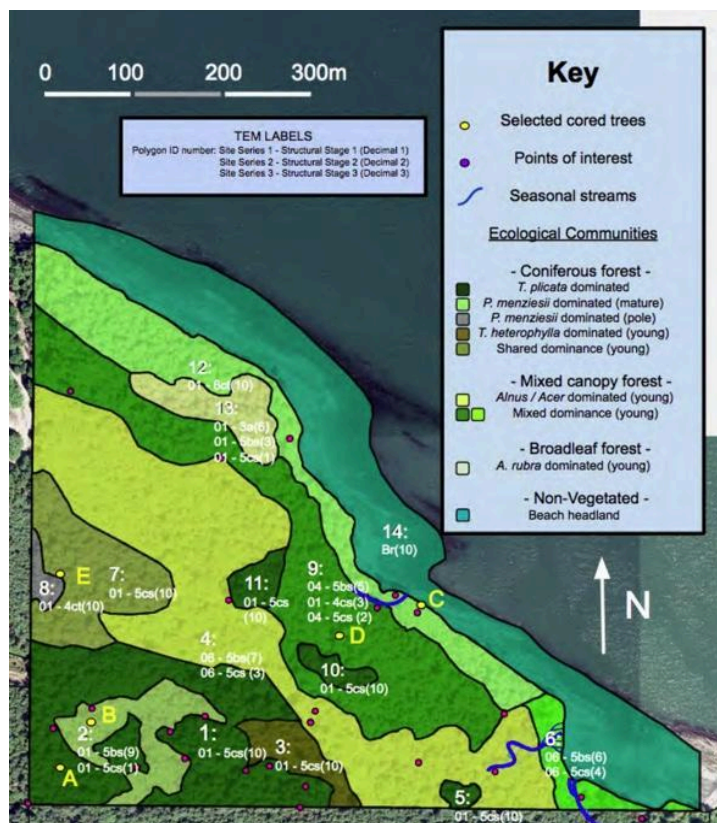 0 100 200 300m
TEM LABELS
Polygon ID number: Site Series 1 - Structural Stage 1 (Decimal 1)
Site Series 2 - Structural Stage 2 (Decimal 2)
Site Series 3 - Structural Stage 3 (Decimal 3)
Key
Selected cored trees
Points of interest
Seasonal streams
Ecological Communities
- Coniferous forest -
T. plicata dominated
P. menziesii dominated (mature)
P. menziesii dominated (pole)
T. heterophylla dominated (young)
Shared dominance (young)
- Mixed canopy forest -
Alnus / Acer dominated (young)
Mixed dominance (young)
- Broadleaf forest -
A. rubra dominated (young)
- Non-Vegetated -
Beach headland
N
12:
01 - 6cl(10)
13:
01 - 3a(6)
01 - 5bs(3)
01 - 5cs(1)
14:
Br(10)
E
7:
01 - 5cs(10)
8:
01 - 4ct(10)
11:
01 - 5cs
(10)
9:
04 - 5bs(5)
01 - 4cs(3)
04 - 5cs (2)
C
D
4:
06 - 5bs(7)
06 - 5cs (3)
10:
01 - 5cs(10)
B
2:
01 - 5bs(9)
01 - 5cs(1)
A
1:
01 - 5cs(10)
3:
01 - 5cs(10)
6:
06 - 5bs(6)
06 - 5cs(4)
5:
01 - 5cs(10)